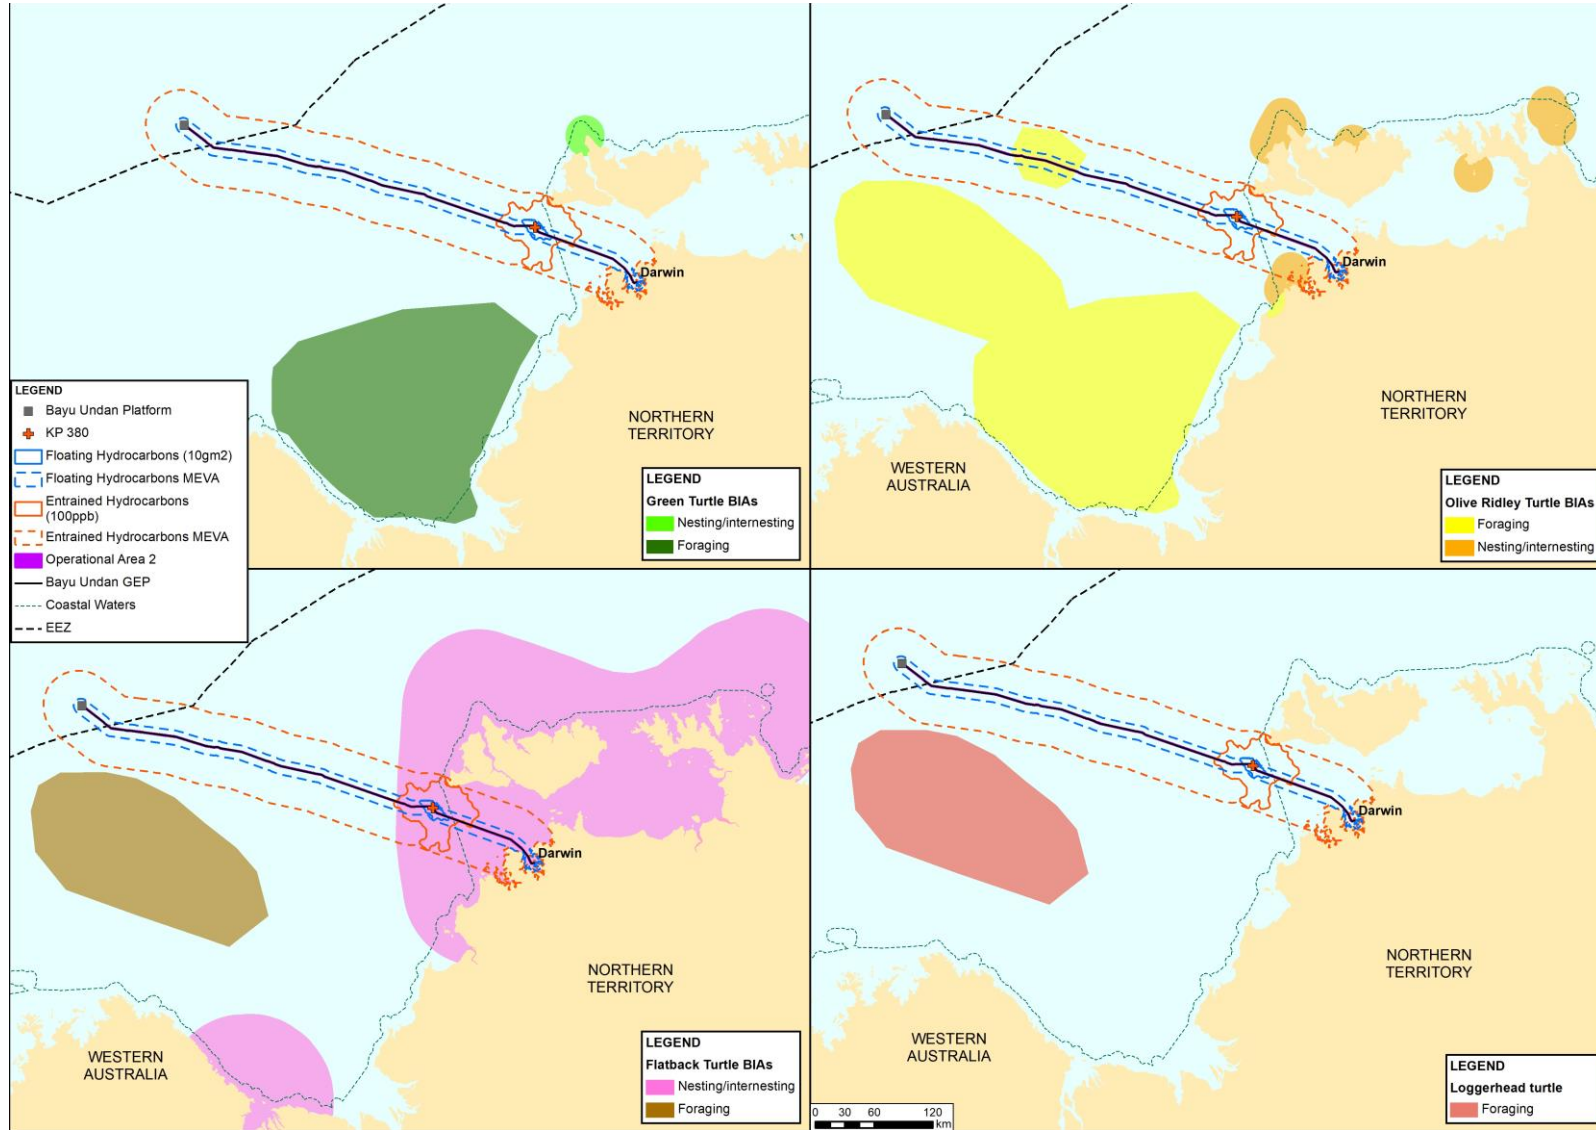 Darwin
NORTHERN
TERRITORY
LEGEND
Bayu Undan Platform
KP 380
Floating Hydrocarbons (10gm2)
Floating Hydrocarbons MEVA
Entrained Hydrocarbons
(100ppb)
Entrained Hydrocarbons MEVA
Operational Area 2
Bayu Undan GEP
Coastal Waters
EEZ
LEGEND
Green Turtle BIAs
Nesting/internesting
Foraging
Darwin
NORTHERN
TERRITORY
WESTERN
AUSTRALIA
LEGEND
Olive Ridley Turtle BIAs
Foraging
Nesting/internesting
Darwin
NORTHERN
TERRITORY
WESTERN
AUSTRALIA
LEGEND
Flatback Turtle BIAs
Nesting/internesting
Foraging
Darwin
NORTHERN
TERRITORY
WESTERN
AUSTRALIA
LEGEND
Loggerhead turtle
Foraging
0 30 60 120
km